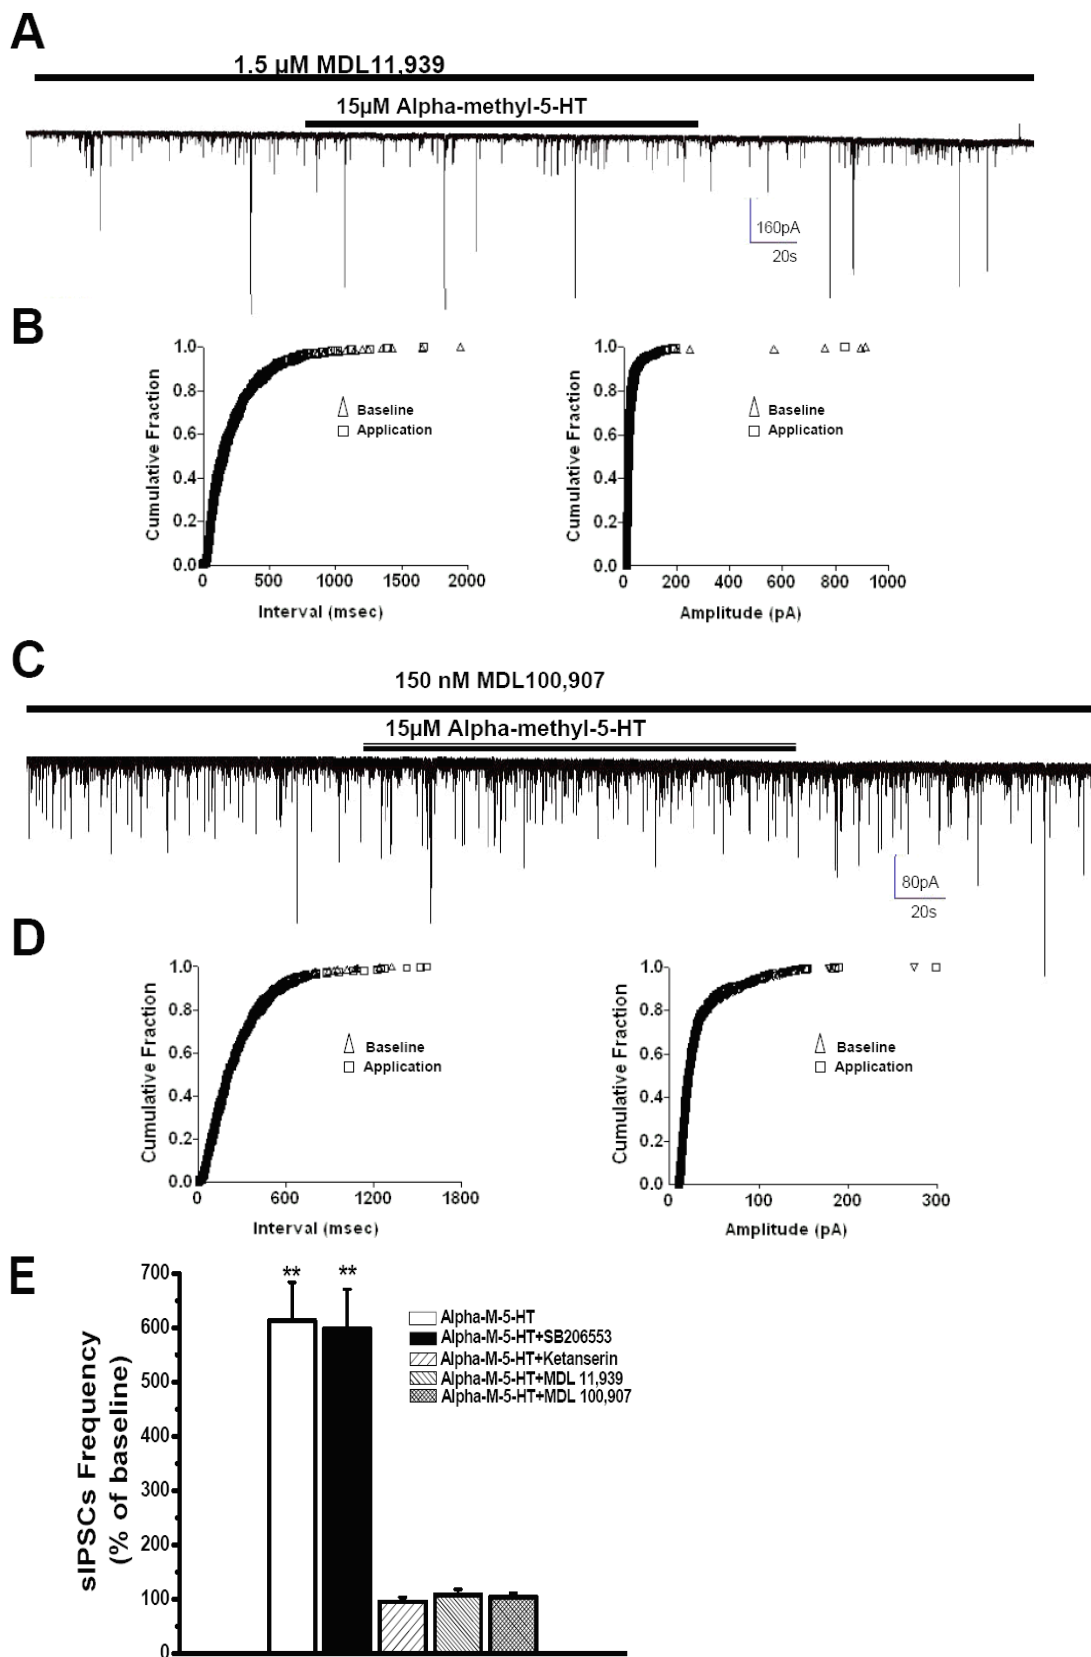 A
1.5 µM MDL11,939
15µM Alpha-methyl-5-HT
160pA
20s
B
Cumulative Fraction
1.0
0.8
0.6
0.4
0.2
0.0
0 500 1000 1500 2000
Interval (msec)
Baseline
Application
Cumulative Fraction
1.0
0.8
0.6
0.4
0.2
0.0
0 200 400 600 800 1000
Amplitude (pA)
Baseline
Application
C
150 nM MDL100,907
15µM Alpha-methyl-5-HT
80pA
20s
D
Cumulative Fraction
1.0
0.8
0.6
0.4
0.2
0.0
0 600 1200 1800
Interval (msec)
Baseline
Application
Cumulative Fraction
1.0
0.8
0.6
0.4
0.2
0.0
0 100 200 300
Amplitude (pA)
Baseline
Application
E
sIPSCs Frequency
(% of baseline)
700
600
500
400
300
200
100
0
** **
Alpha-M-5-HT
Alpha-M-5-HT+SB206553
Alpha-M-5-HT+Ketanserin
Alpha-M-5-HT+MDL 11,939
Alpha-M-5-HT+MDL 100,907